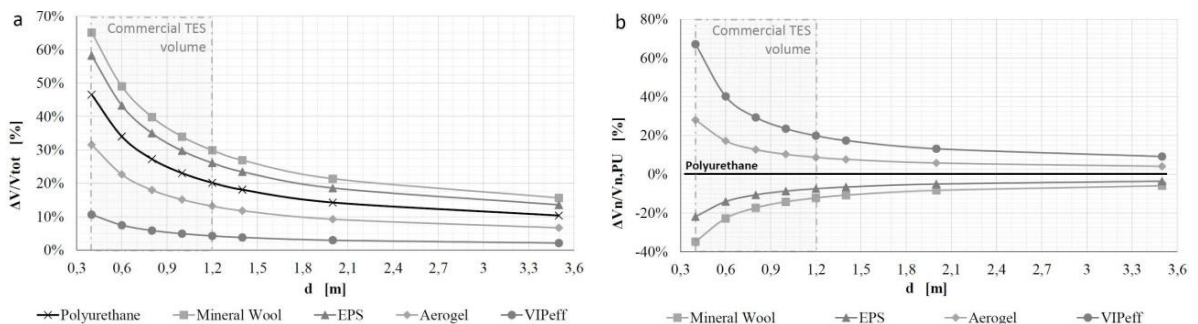 a
ΔV/Vtot [%]
70%
60%
50%
40%
30%
20%
10%
0%
Commercial TES
volume
0,3 0,6 0,9 1,2 1,5 1,8 2,1 2,4 2,7 3,0 3,3 3,6
d [m]
Polyurethane Mineral Wool EPS Aerogel VIPeff
b
ΔVn/Vn,PU [%]
80%
60%
40%
20%
0%
-20%
-40%
Commercial TES
volume
Polyurethane
0,3 0,6 0,9 1,2 1,5 1,8 2,1 2,4 2,7 3,0 3,3 3,6
d [m]
Mineral Wool EPS Aerogel VIPeff